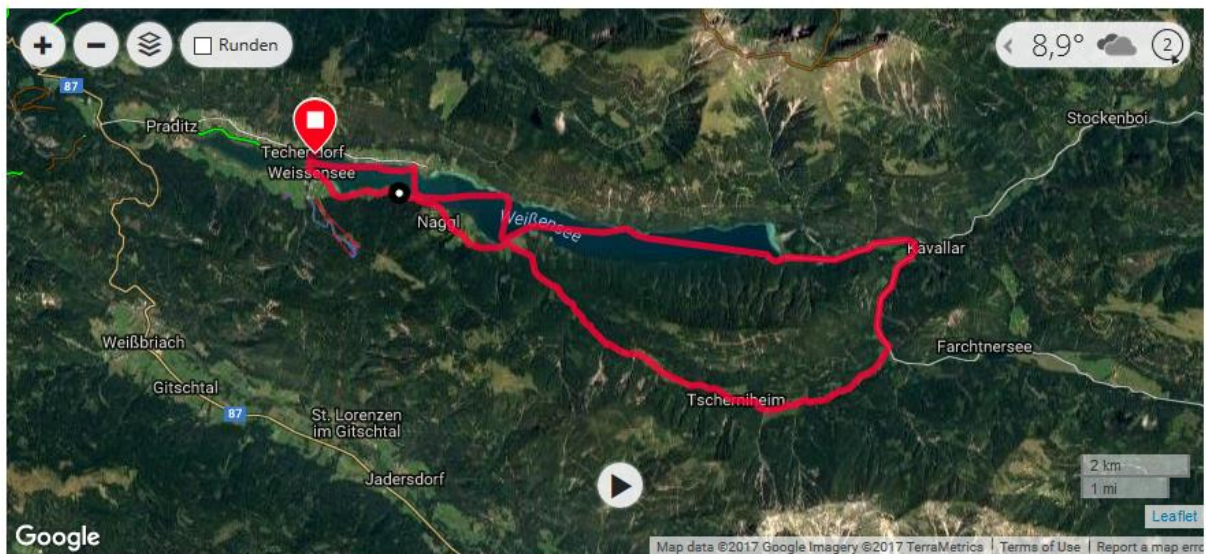 +
−
Runden
8,9°
2
87
Praditz
Stockenboi
Techendorf
Weissensee
Naggl
Weißensee
Kavallar
Weißbriach
Farchtnersee
Gitschtal
Tscherniheim
87
St. Lorenzen
im Gitschtal
Jadersdorf
2 km
1 mi
Leaflet
Google
Map data ©2017 Google Imagery ©2017 TerraMetrics
Terms of Use
Report a map erro